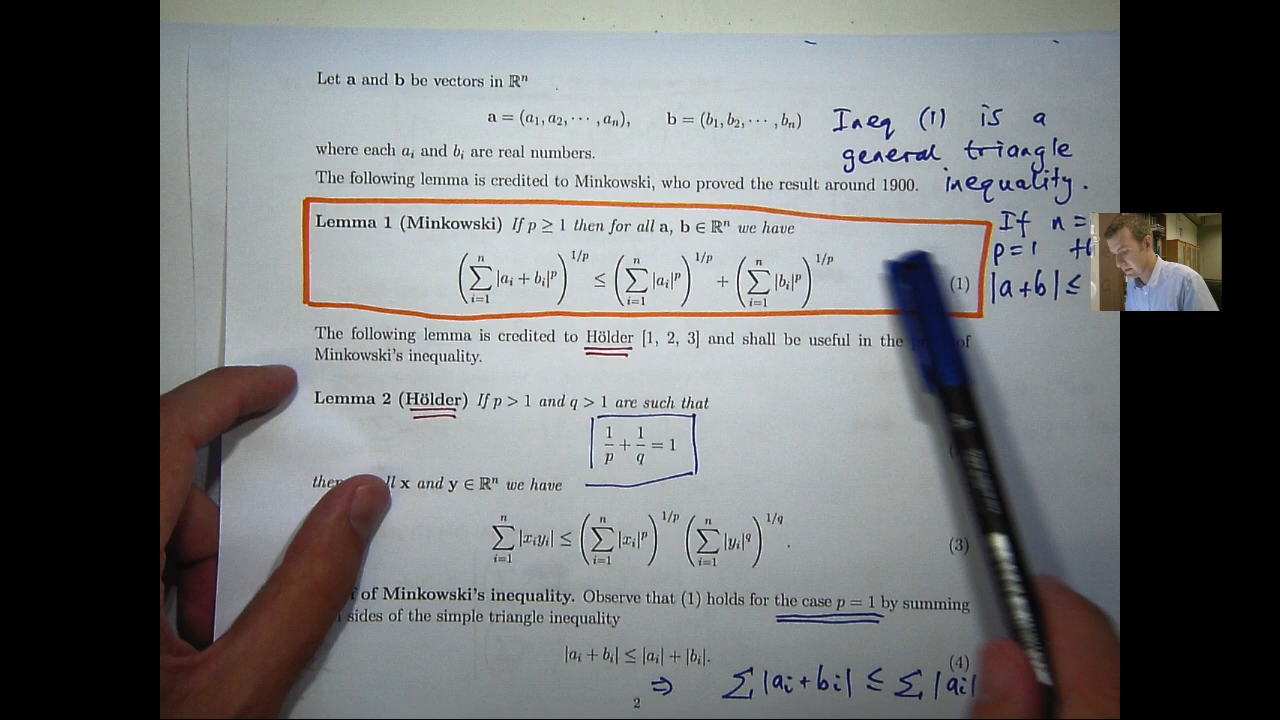 Let a and b be vectors in ℝⁿ
a = (a₁, a₂, ⋯ , aₙ),    b = (b₁, b₂, ⋯ , bₙ)
where each aᵢ and bᵢ are real numbers.
The following lemma is credited to Minkowski, who proved the result around 1900.
Ineq (1) is a
general triangle
inequality.
If n =
p=1
|a+b| ≤
Lemma 1 (Minkowski) If p ≥ 1 then for all a, b ∈ ℝⁿ we have
(∑ᵢ₌₁ⁿ |aᵢ + bᵢ|ᵖ)^{1/p} ≤ (∑ᵢ₌₁ⁿ |aᵢ|ᵖ)^{1/p} + (∑ᵢ₌₁ⁿ |bᵢ|ᵖ)^{1/p}    (1)
The following lemma is credited to Hölder [1, 2, 3] and shall be useful in the of
Minkowski's inequality.
Lemma 2 (Hölder) If p > 1 and q > 1 are such that
1/p + 1/q = 1
x and y ∈ ℝⁿ we have
∑ᵢ₌₁ⁿ |xᵢyᵢ| ≤ (∑ᵢ₌₁ⁿ |xᵢ|ᵖ)^{1/p} (∑ᵢ₌₁ⁿ |yᵢ|^q)^{1/q} .    (3)
of Minkowski's inequality. Observe that (1) holds for the case p = 1 by summing
sides of the simple triangle inequality
|aᵢ + bᵢ| ≤ |aᵢ| + |bᵢ|.    (4)
⇒ ∑ |aᵢ+bᵢ| ≤ ∑ |aᵢ|
2